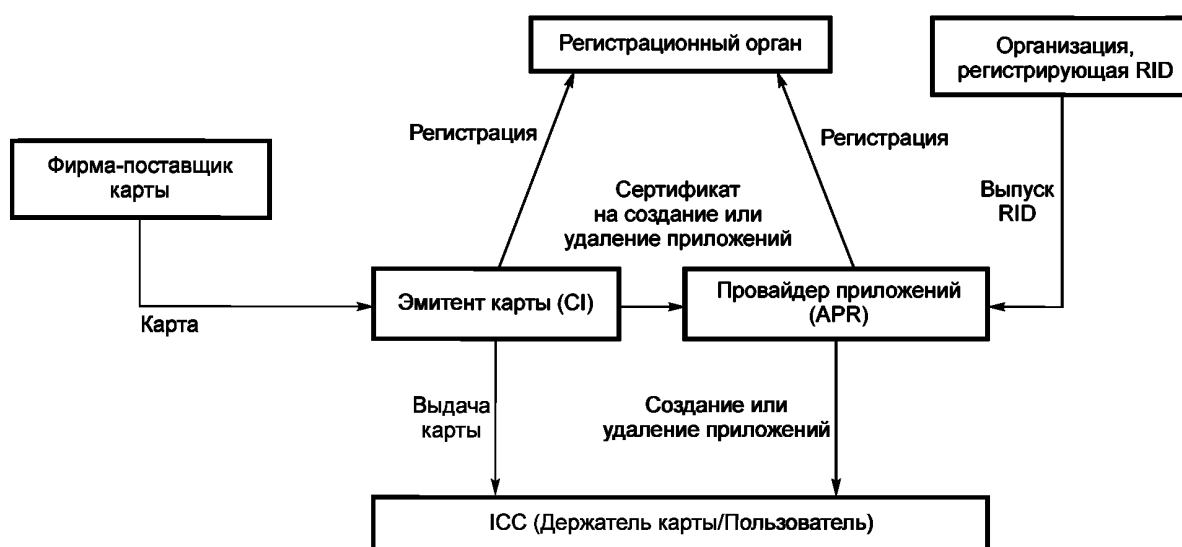 Регистрационный орган
Организация,
регистрирующая RID
Регистрация
Регистрация
Фирма-поставщик
карты
Сертификат
на создание или
удаление приложений
Выпуск
RID
Эмитент карты (CI)
Провайдер приложений
(APR)
Карта
Выдача
карты
Создание или
удаление приложений
ICC (Держатель карты/Пользователь)